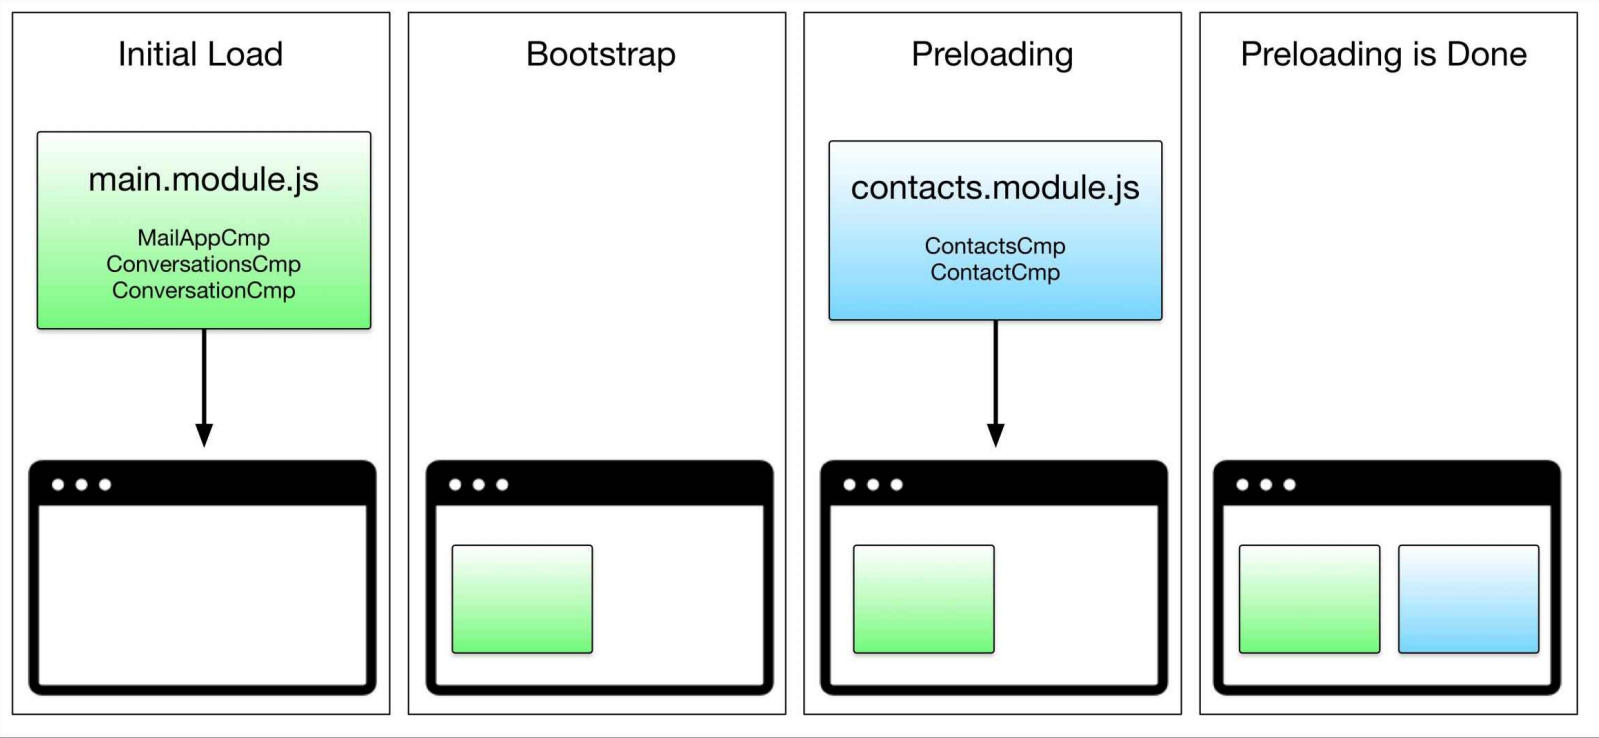 Initial Load
main.module.js
MailAppCmp
ConversationsCmp
ConversationCmp
Bootstrap
Preloading
contacts.module.js
ContactsCmp
ContactCmp
Preloading is Done